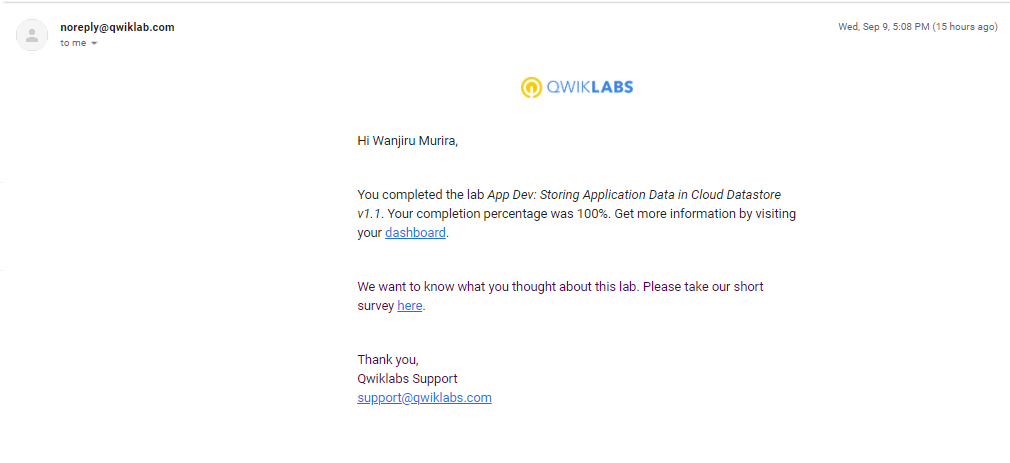 noreply@qwiklab.com
Wed, Sep 9, 5:08 PM (15 hours ago)
to me
QWIKLABS
Hi Wanjiru Murira,
You completed the lab App Dev: Storing Application Data in Cloud Datastore
v1.1. Your completion percentage was 100%. Get more information by visiting
your dashboard.
We want to know what you thought about this lab. Please take our short
survey here.
Thank you,
Qwiklabs Support
support@qwiklabs.com